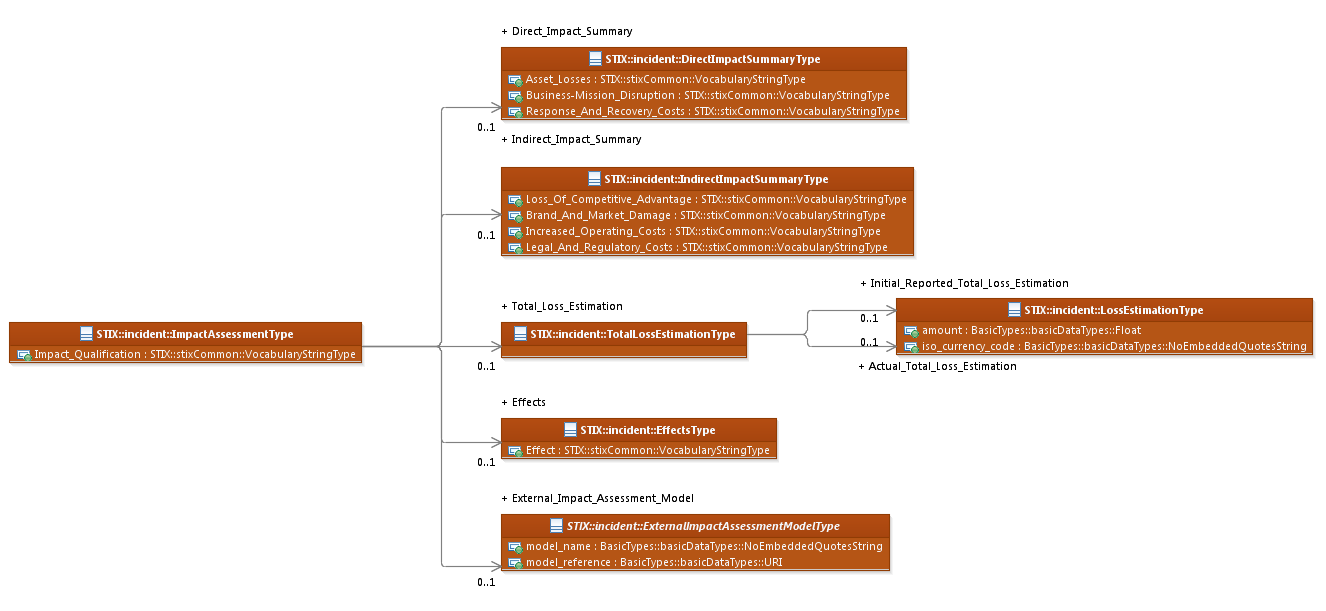 + Direct_Impact_Summary
STIX::incident::DirectImpactSummaryType
Asset_Losses : STIX::stixCommon::VocabularyStringType
Business-Mission_Disruption : STIX::stixCommon::VocabularyStringType
Response_And_Recovery_Costs : STIX::stixCommon::VocabularyStringType
0..1
+ Indirect_Impact_Summary
STIX::incident::IndirectImpactSummaryType
Loss_Of_Competitive_Advantage : STIX::stixCommon::VocabularyStringType
Brand_And_Market_Damage : STIX::stixCommon::VocabularyStringType
Increased_Operating_Costs : STIX::stixCommon::VocabularyStringType
Legal_And_Regulatory_Costs : STIX::stixCommon::VocabularyStringType
0..1
+ Initial_Reported_Total_Loss_Estimation
+ Total_Loss_Estimation
STIX::incident::LossEstimationType
0..1
amount : BasicTypes::basicDataTypes::Float
iso_currency_code : BasicTypes::basicDataTypes::NoEmbeddedQuotesString
0..1
STIX::incident::ImpactAssessmentType
Impact_Qualification : STIX::stixCommon::VocabularyStringType
STIX::incident::TotalLossEstimationType
0..1
+ Actual_Total_Loss_Estimation
+ Effects
STIX::incident::EffectsType
Effect : STIX::stixCommon::VocabularyStringType
0..1
+ External_Impact_Assessment_Model
STIX::incident::ExternalImpactAssessmentModelType
model_name : BasicTypes::basicDataTypes::NoEmbeddedQuotesString
model_reference : BasicTypes::basicDataTypes::URI
0..1